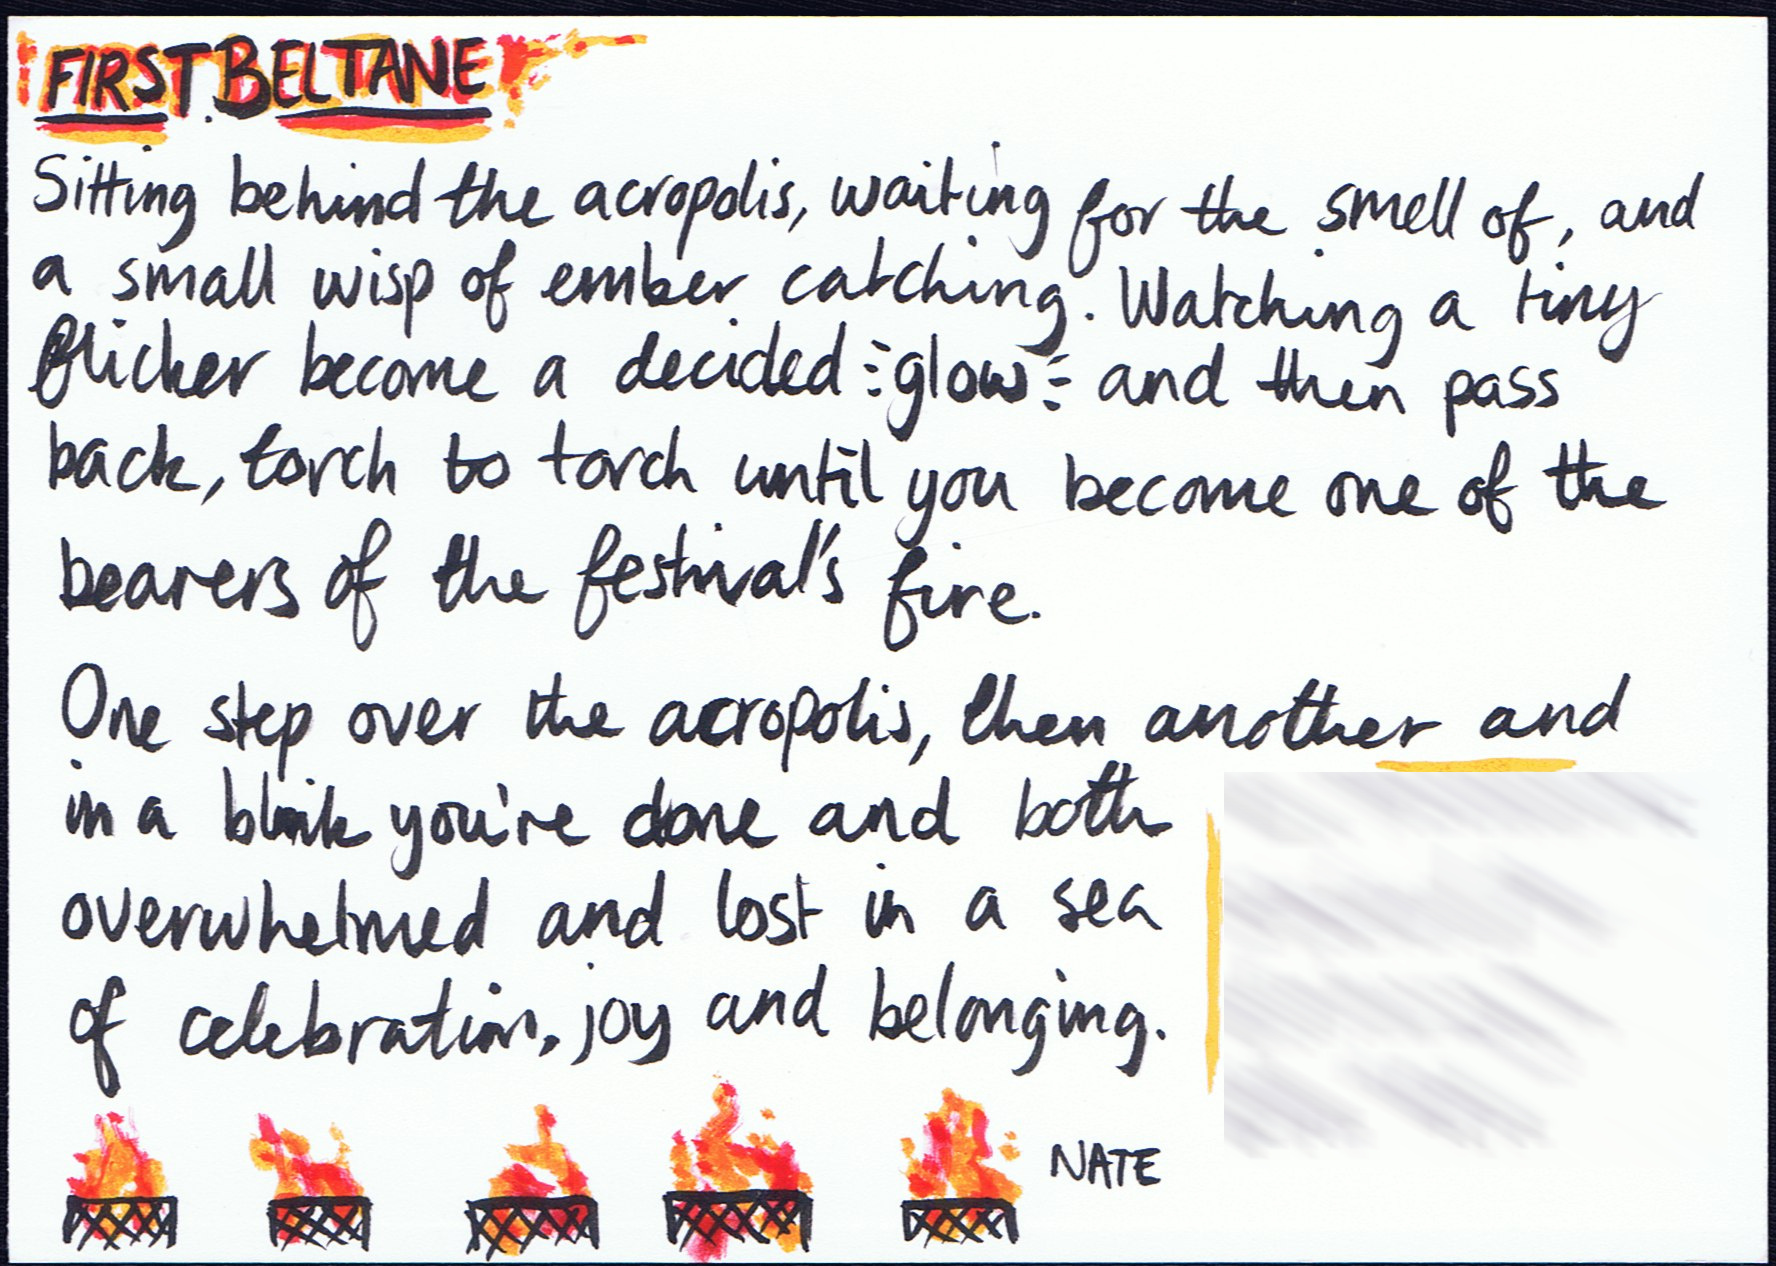 FIRST BELTANE
Sitting behind the acropolis, waiting for the smell of, and
a small wisp of ember catching. Watching a tiny
flicker become a decided glow and then pass
back, torch to torch until you become one of the
bearers of the festival's fire.
One step over the acropolis, then another and
in a blink you're done and both
overwhelmed and lost in a sea
of celebration, joy and belonging.
NATE